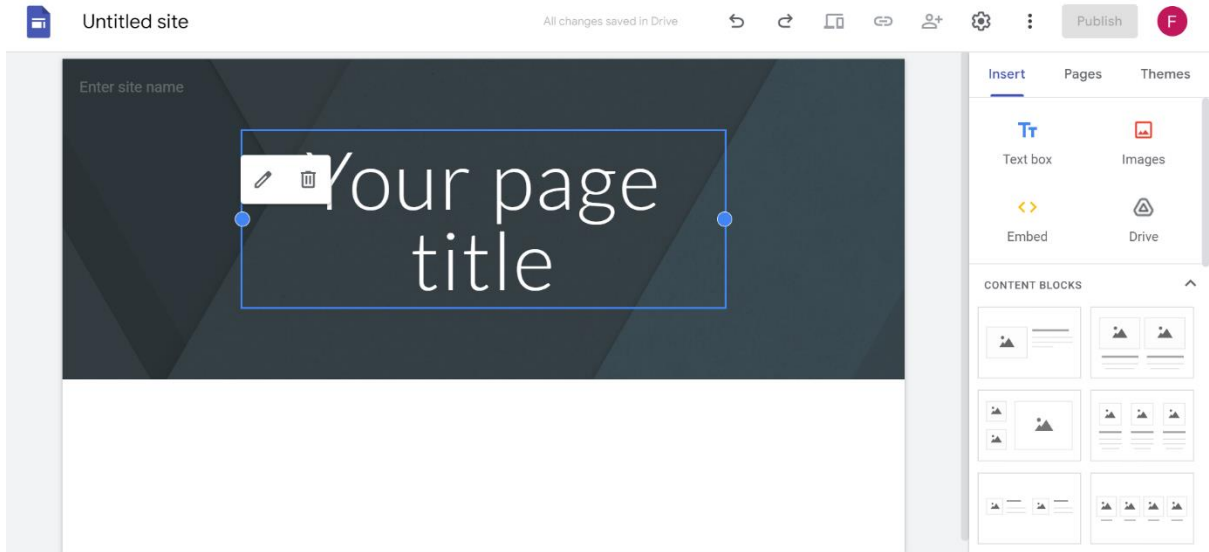 Untitled site
All changes saved in Drive
Publish
F
Enter site name
Your page
title
Insert Pages Themes
Text box Images
Embed Drive
CONTENT BLOCKS